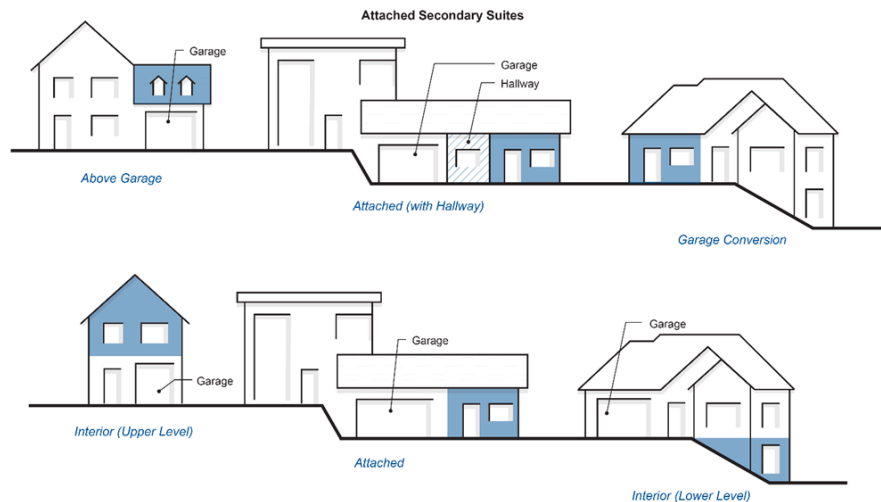 Attached Secondary Suites
Garage
Garage
Hallway
Above Garage
Attached (with Hallway)
Garage Conversion
Garage
Garage
Garage
Interior (Upper Level)
Attached
Interior (Lower Level)